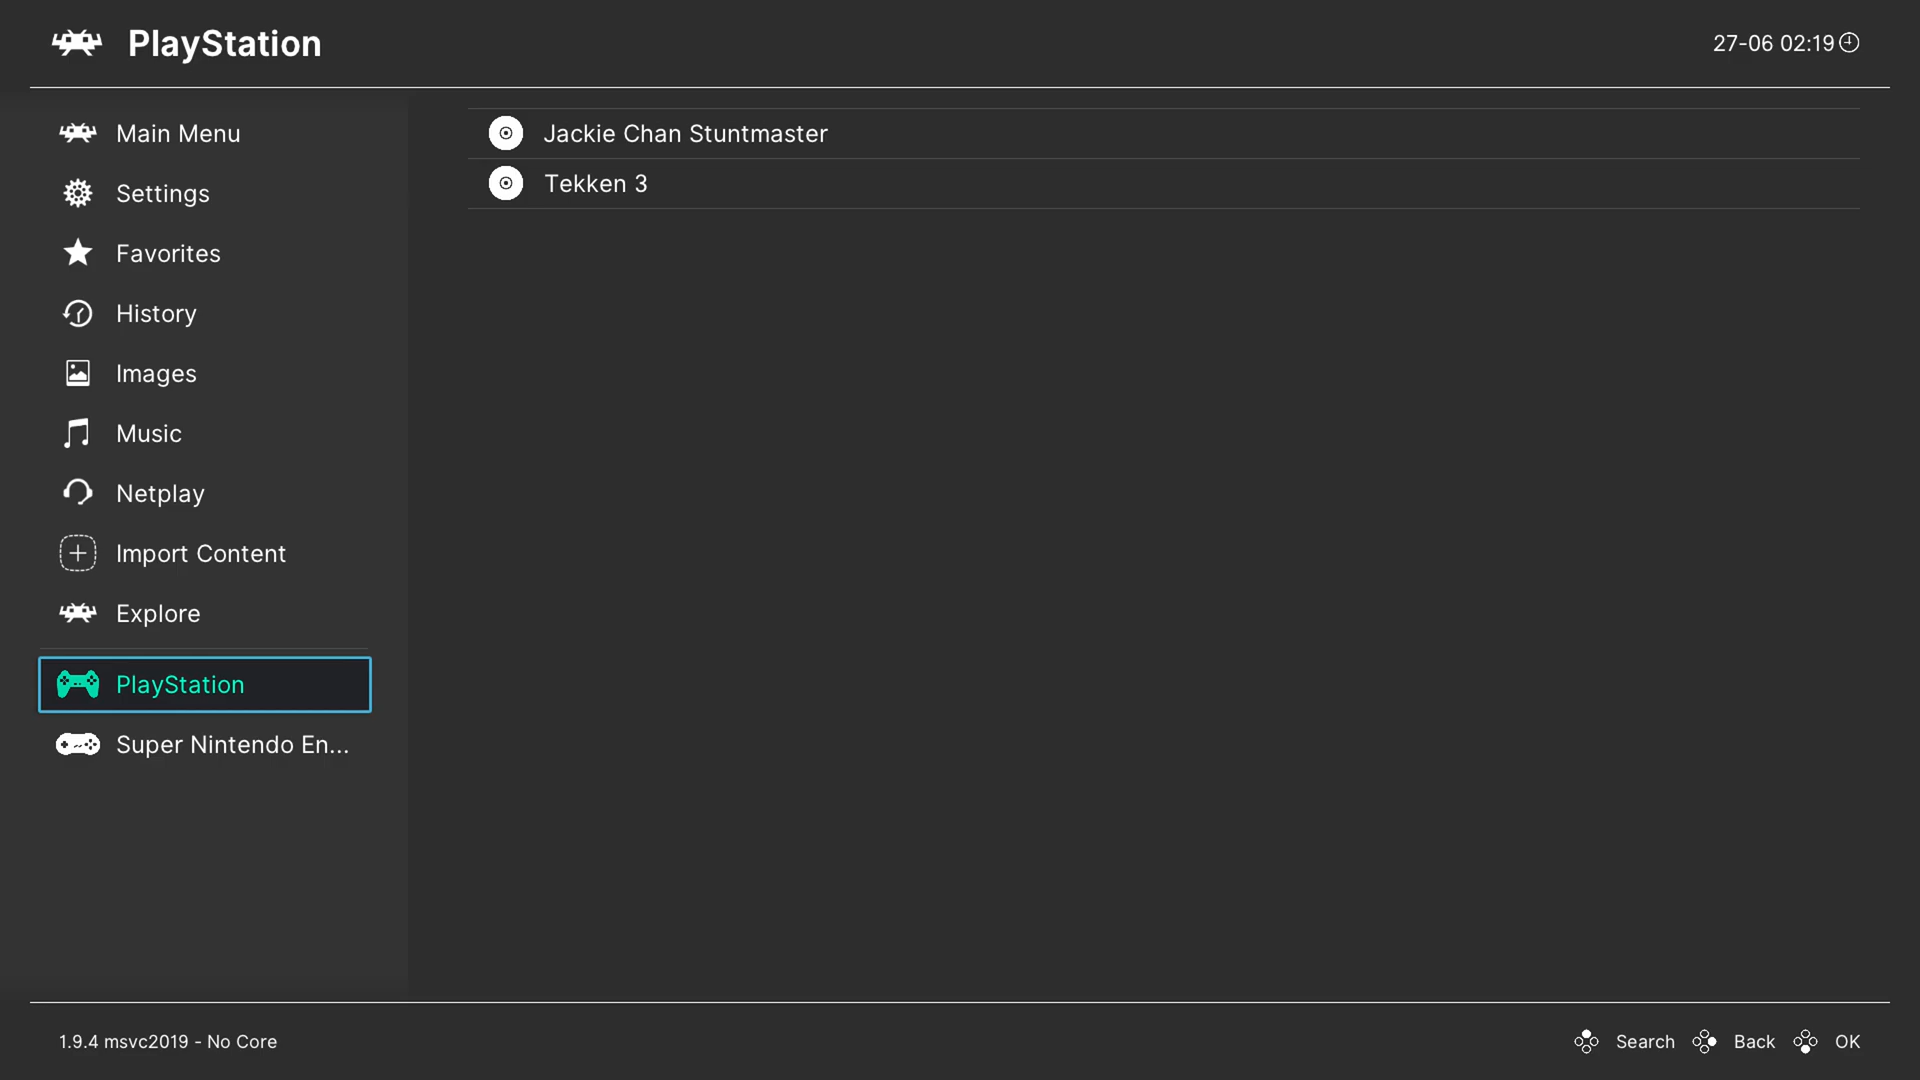 PlayStation
27-06 02:19
Main Menu
Settings
Favorites
History
Images
Music
Netplay
Import Content
Explore
PlayStation
Super Nintendo En...
Jackie Chan Stuntmaster
Tekken 3
1.9.4 msvc2019 - No Core
Search Back OK